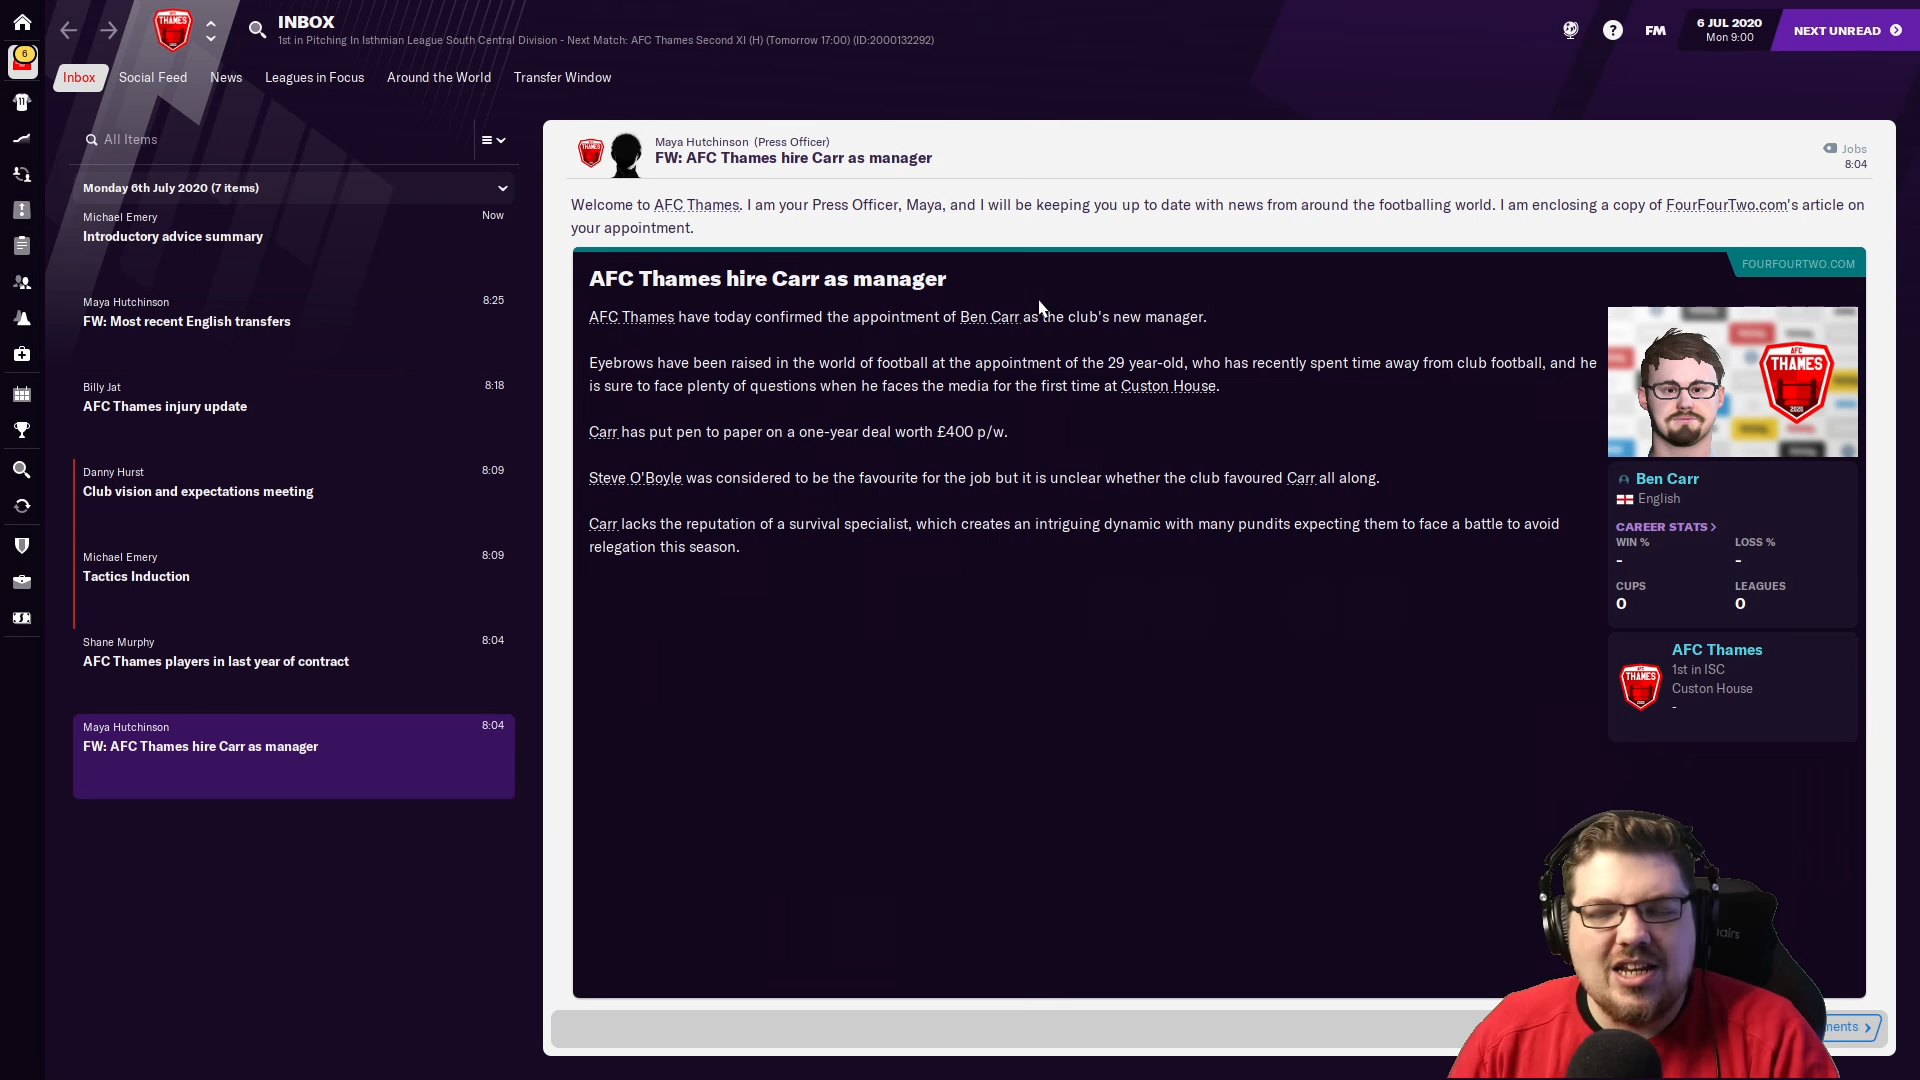 THAMES
INBOX
1st in Pitching In Isthmian League South Central Division - Next Match: AFC Thames Second XI (H) (Tomorrow 17:00) (ID:2000132292)
FM
6 JUL 2020
Mon 9:00
NEXT UNREAD
6
Inbox
Social Feed
News
Leagues in Focus
Around the World
Transfer Window
All Items
Monday 6th July 2020 (7 items)
Michael Emery
Now
Introductory advice summary
Maya Hutchinson
8:25
FW: Most recent English transfers
Billy Jat
8:18
AFC Thames injury update
Danny Hurst
8:09
Club vision and expectations meeting
Michael Emery
8:09
Tactics Induction
Shane Murphy
8:04
AFC Thames players in last year of contract
Maya Hutchinson
8:04
FW: AFC Thames hire Carr as manager
Maya Hutchinson (Press Officer)
FW: AFC Thames hire Carr as manager
Jobs
8:04
Welcome to AFC Thames. I am your Press Officer, Maya, and I will be keeping you up to date with news from around the footballing world. I am enclosing a copy of FourFourTwo.com's article on
your appointment.
FOURFOURTWO.COM
AFC Thames hire Carr as manager
AFC Thames have today confirmed the appointment of Ben Carr as the club's new manager.
Eyebrows have been raised in the world of football at the appointment of the 29 year-old, who has recently spent time away from club football, and he
is sure to face plenty of questions when he faces the media for the first time at Custon House.
Carr has put pen to paper on a one-year deal worth £400 p/w.
Steve O'Boyle was considered to be the favourite for the job but it is unclear whether the club favoured Carr all along.
Carr lacks the reputation of a survival specialist, which creates an intriguing dynamic with many pundits expecting them to face a battle to avoid
relegation this season.
AFC
THAMES
2020
Ben Carr
English
CAREER STATS >
WIN %
LOSS %
-
-
CUPS
LEAGUES
0
0
AFC Thames
1st in ISC
Custon House
-
THAMES